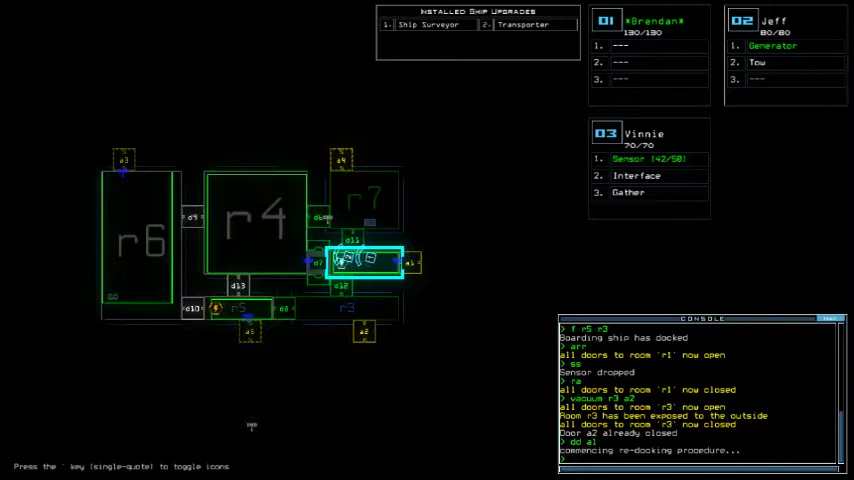 INSTALLED SHIP UPGRADES
1. Ship Surveyor 2. Transporter
01 *Brendan*
130/130
1. ---
2. ---
3. ---
02 Jeff
80/80
1. Generator
2. Tow
3. ---
03 Vinnie
70/70
1. Sensor (42/50)
2. Interface
3. Gather
a3
a4
r6
d9
r4
d6
r7
d11
d7
2
1
a1
d13
d12
d10
r5
d8
r3
a5
a2
Press the ` key (single-quote) to toggle icons
CONSOLE
> f r5 r3
Boarding ship has docked
> arr
all doors to room 'r1' now open
> ss
Sensor dropped
> ra
all doors to room 'r1' now closed
> vacuum r3 a2
all doors to room 'r3' now open
Room r3 has been exposed to the outside
all doors to room 'r3' now closed
Door a2 already closed
> dd a1
commencing re-docking procedure...
>